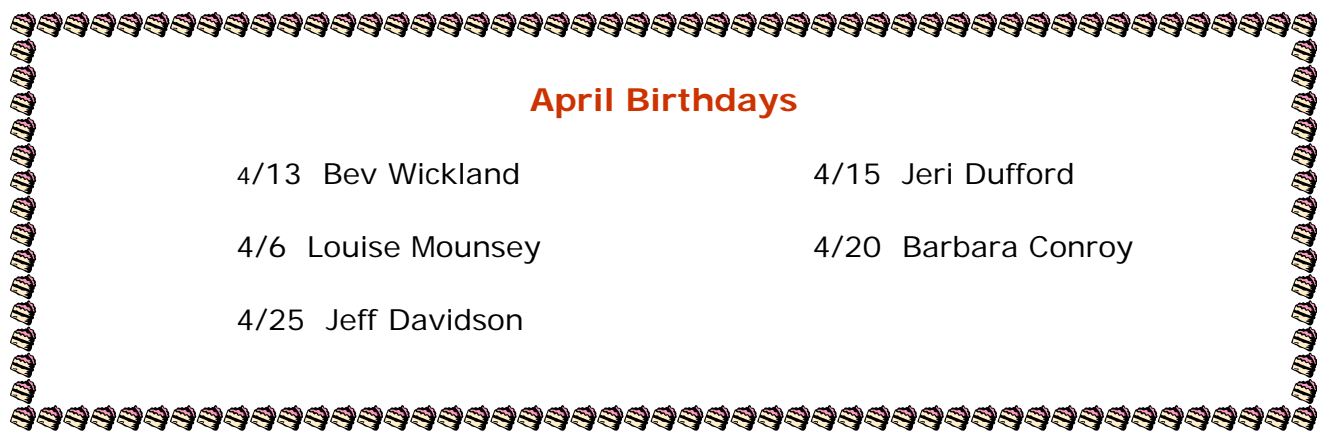 April Birthdays
4/13 Bev Wickland 4/15 Jeri Dufford
4/6 Louise Mounsey 4/20 Barbara Conroy
4/25 Jeff Davidson